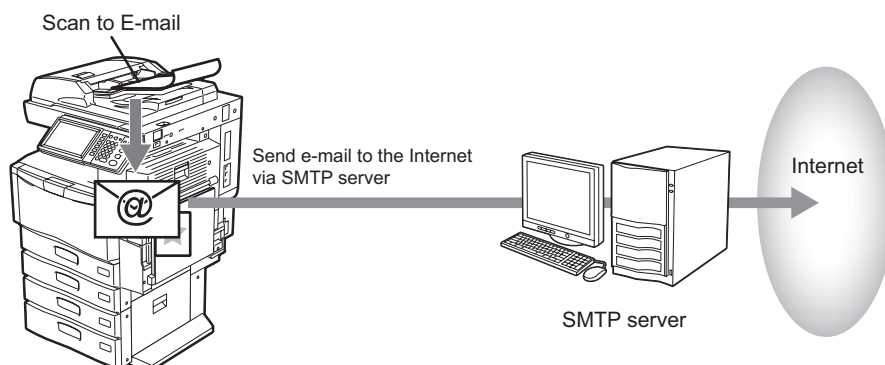 Scan to E-mail
Send e-mail to the Internet
via SMTP server
@
Internet
SMTP server